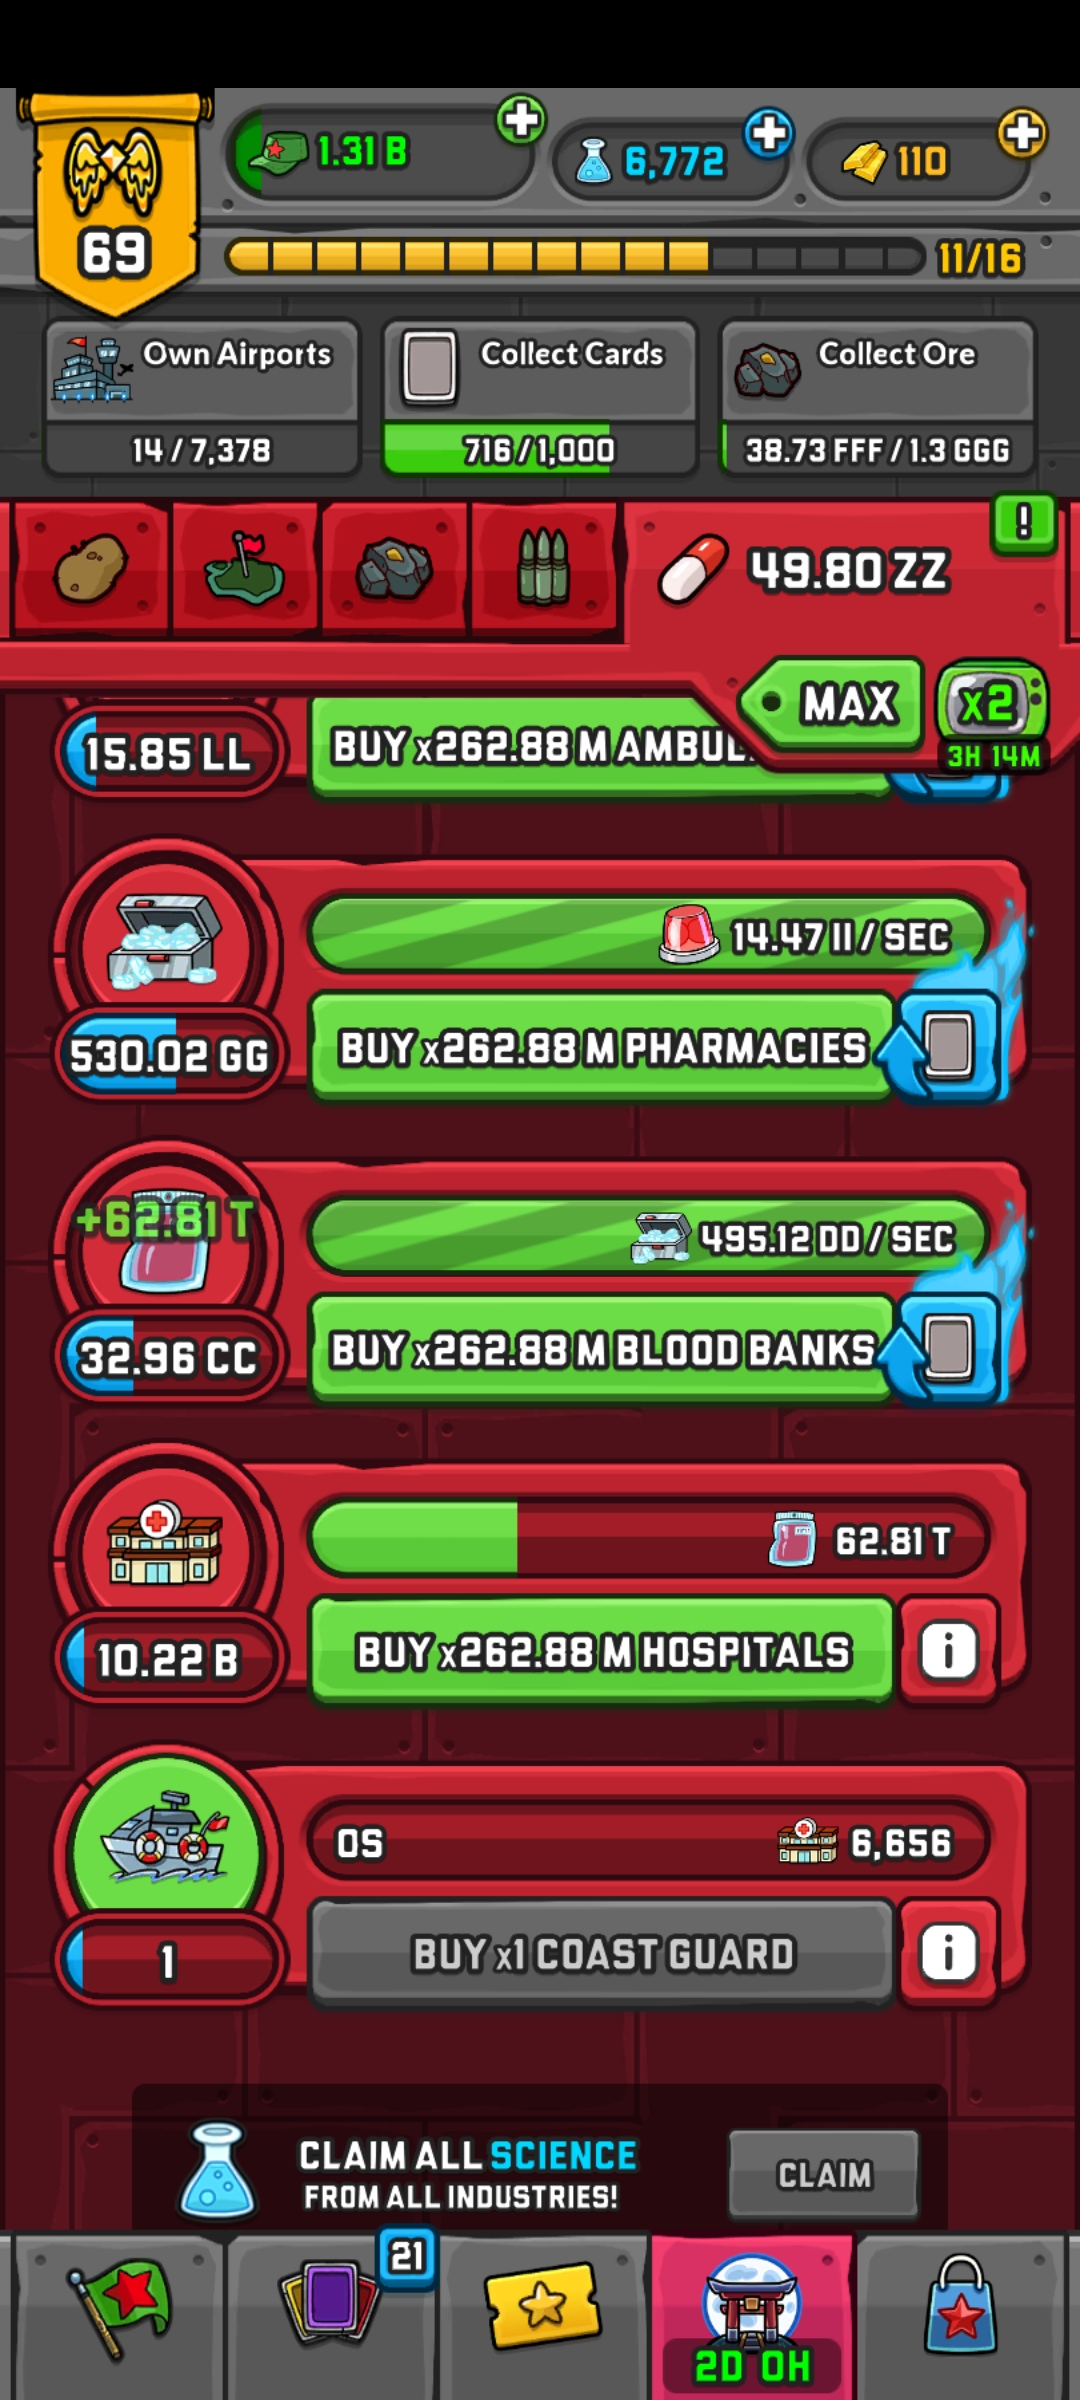 1.31 B
6,772
110
69
11/16
Own Airports
14 / 7,378
Collect Cards
716 / 1,000
Collect Ore
38.73 FFF / 1.3 GGG
!
49.80 ZZ
MAX
x2
3H 14M
15.85 LL
BUY x262.88 M AMBUL
14.47 II / SEC
530.02 GG
BUY x262.88 M PHARMACIES
+62.81 T
495.12 DD / SEC
32.96 CC
BUY x262.88 M BLOOD BANKS
62.81 T
10.22 B
BUY x262.88 M HOSPITALS
i
0S
6,656
1
BUY x1 COAST GUARD
i
CLAIM ALL SCIENCE
FROM ALL INDUSTRIES!
CLAIM
21
2D 0H